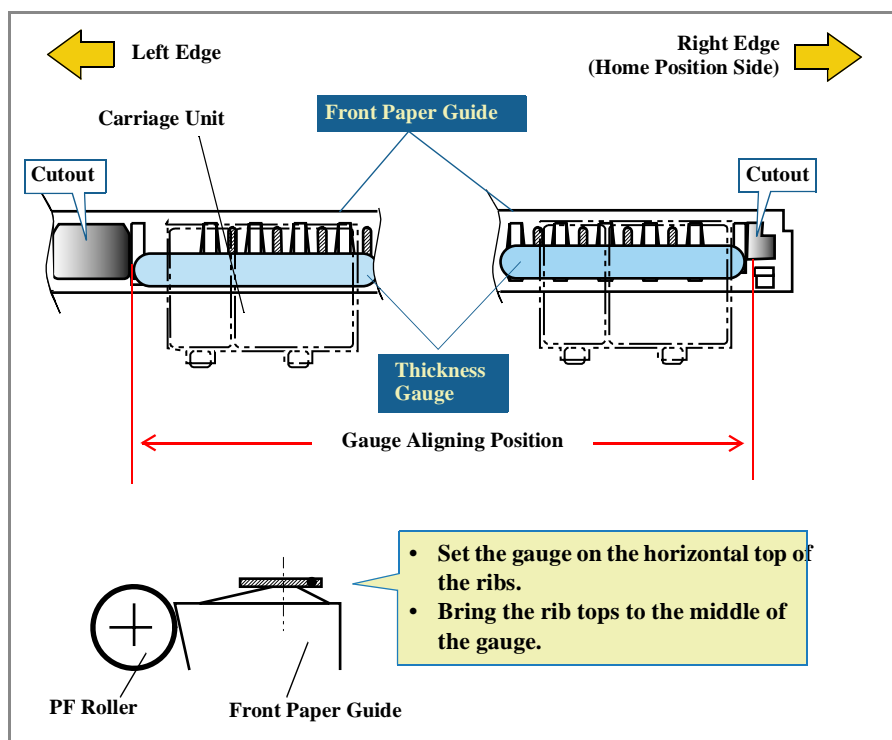 Left Edge
Right Edge
(Home Position Side)
Carriage Unit
Front Paper Guide
Cutout
Cutout
Thickness
Gauge
Gauge Aligning Position
• Set the gauge on the horizontal top of
the ribs.
• Bring the rib tops to the middle of
the gauge.
PF Roller
Front Paper Guide